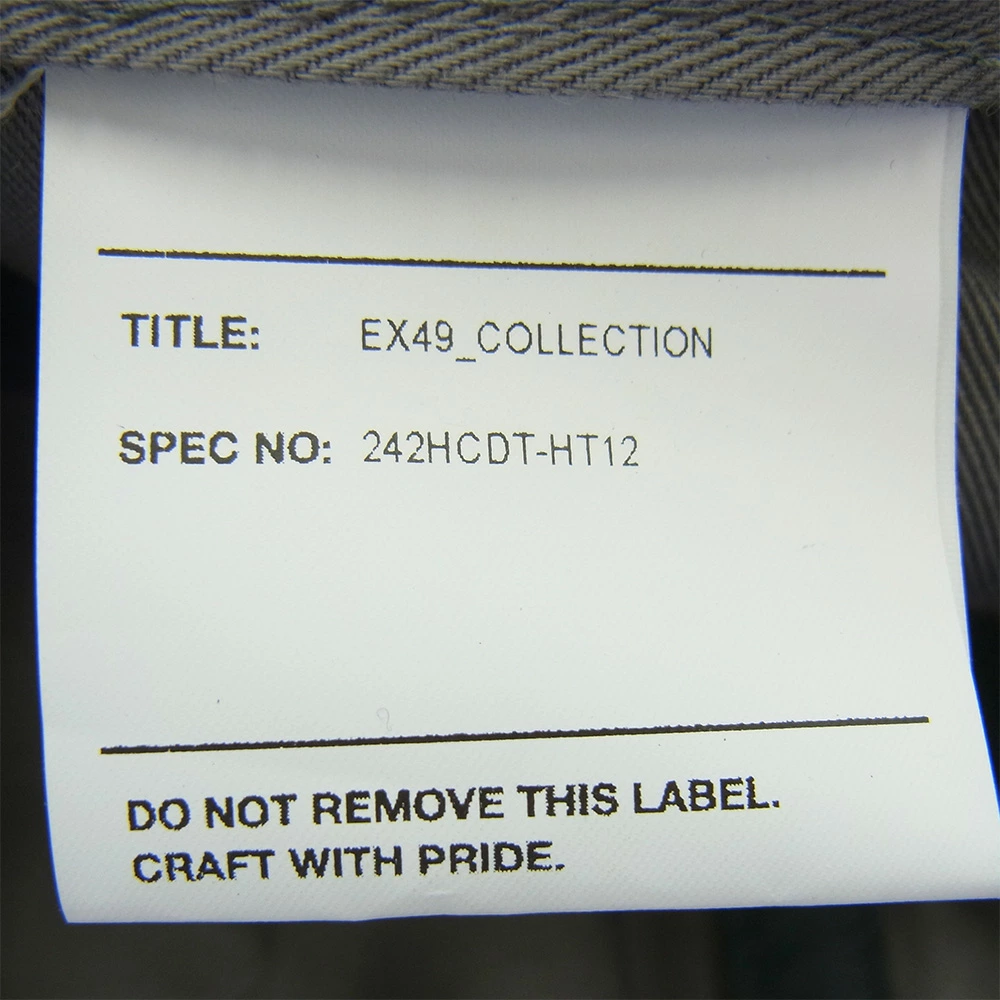 TITLE: EX49_COLLECTION
SPEC NO: 242HCDT-HT12
DO NOT REMOVE THIS LABEL.
CRAFT WITH PRIDE.